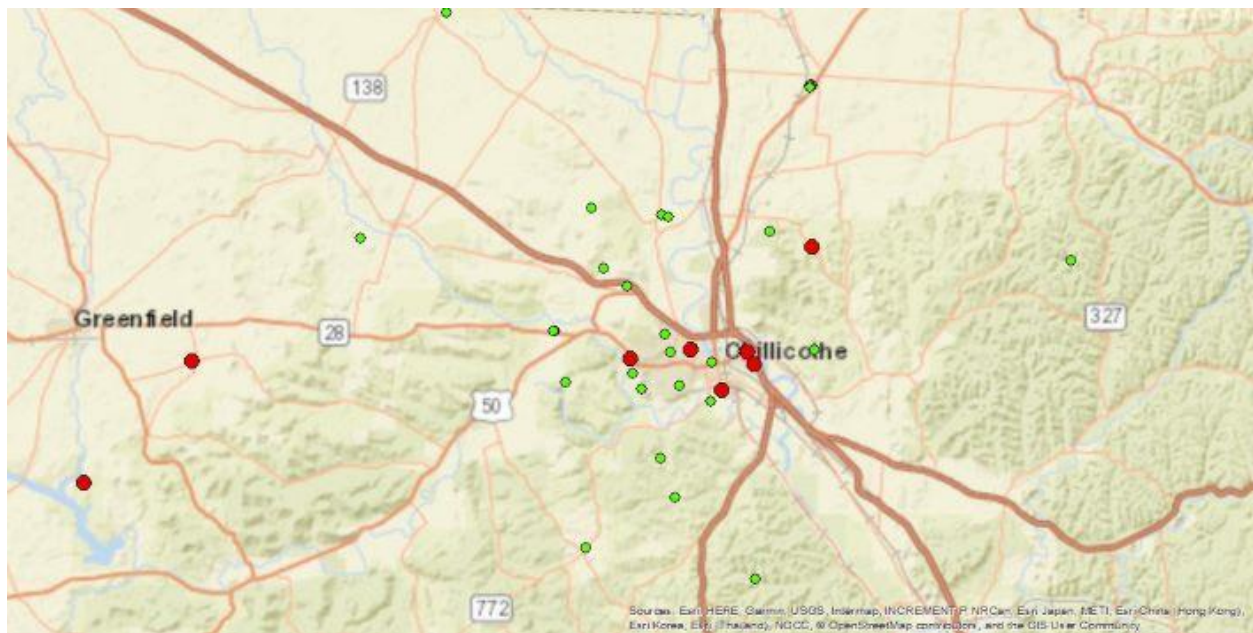 138
Greenfield
28
327
Chillicothe
50
772
Sources: Esri, HERE, Garmin, USGS, Intermap, INCREMENT P, NRCan, Esri Japan, METI, Esri China (Hong Kong),
Esri Korea, Esri (Thailand), NGCC, © OpenStreetMap contributors, and the GIS User Community